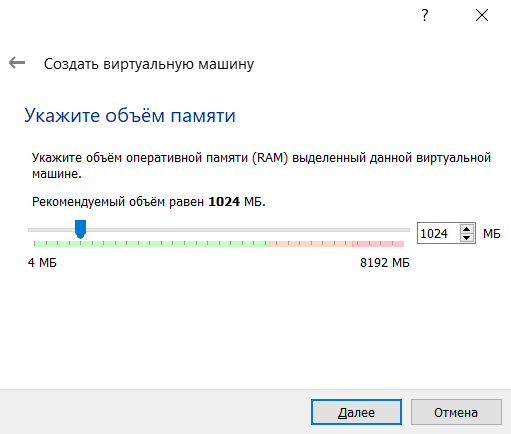 ?
Создать виртуальную машину
Укажите объём памяти
Укажите объём оперативной памяти (RAM) выделенный данной виртуальной
машине.
Рекомендуемый объём равен 1024 МБ.
1024 МБ
4 МБ 8192 МБ
Далее Отмена